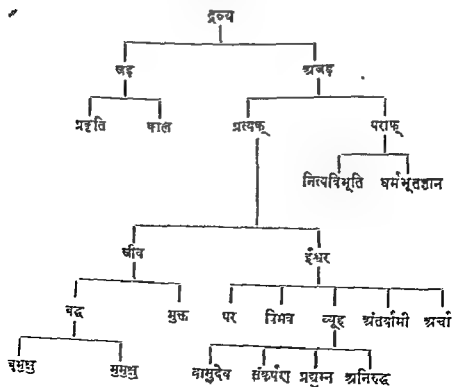 द्रव्य
जड़ अजड़
प्रकृति काल प्रत्यक् पराक्
नित्यविभूति धर्मभूतज्ञान
जीव ईश्वर
बद्ध मुक्त पर विभव व्यूह अंतर्यामी अर्चा
बुभुक्षु मुमुक्षु वासुदेव संकर्षण प्रद्युम्न अनिरुद्ध